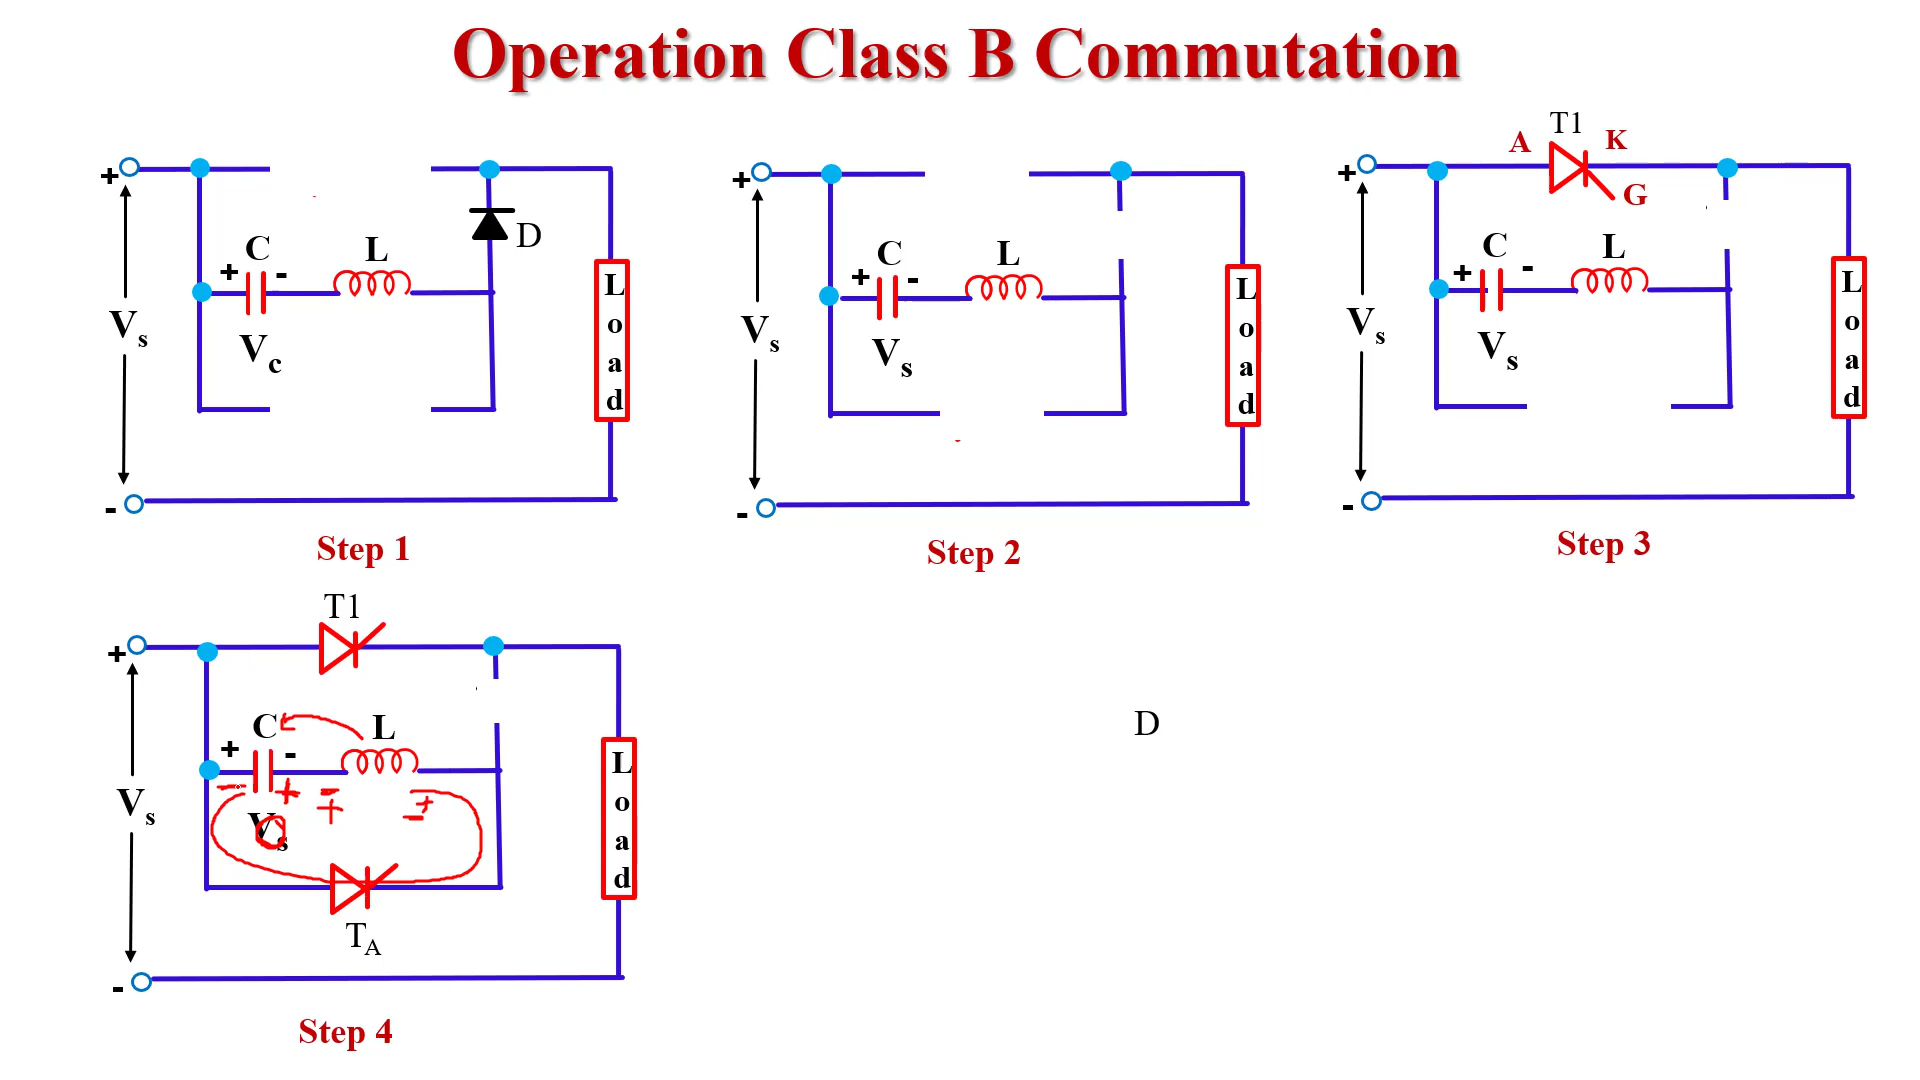 Operation Class B Commutation
+
C
L
+
-
D
Vs
Vc
Load
-
Step 1
+
C
L
+
-
Vs
Vs
Load
-
Step 2
T1
A
K
G
+
C
L
+
-
Vs
Vs
Load
-
Step 3
T1
+
C
L
+
-
- + = +
+ -
Vs
Vs
Load
TA
-
Step 4
D